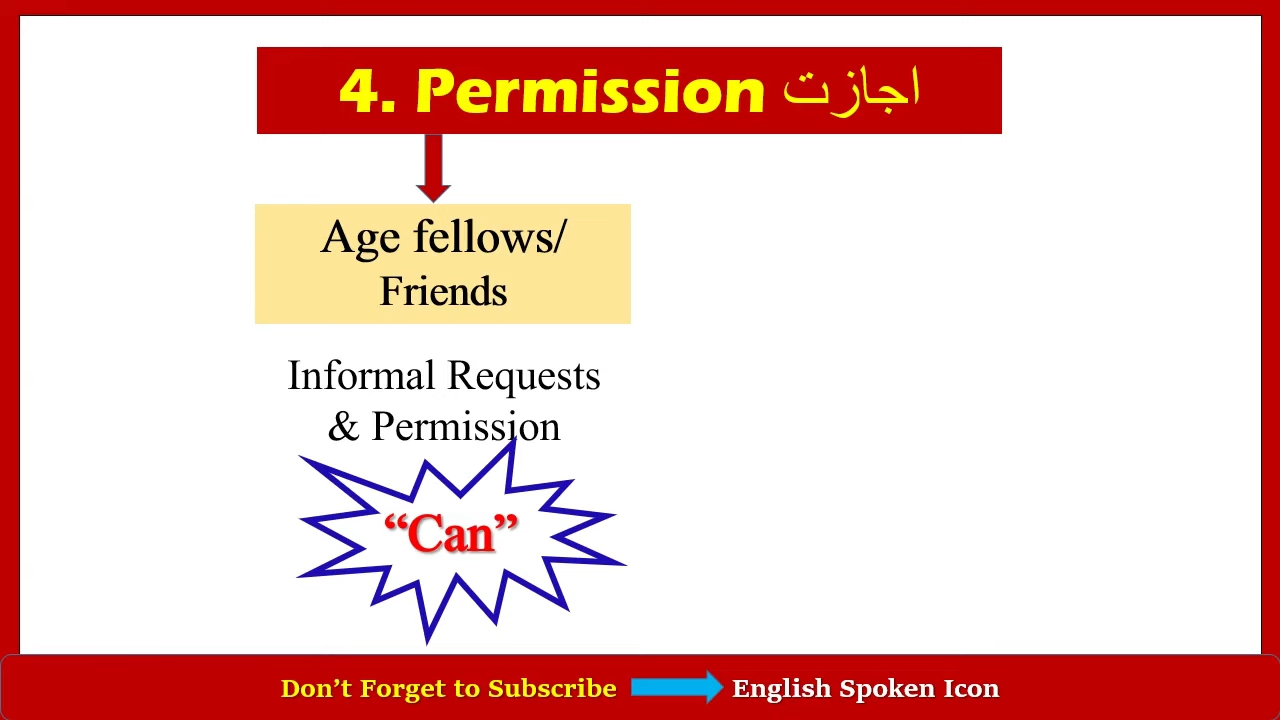 4. Permission اجازت
Age fellows/
Friends
Informal Requests
& Permission
“Can”
Don’t Forget to Subscribe
English Spoken Icon